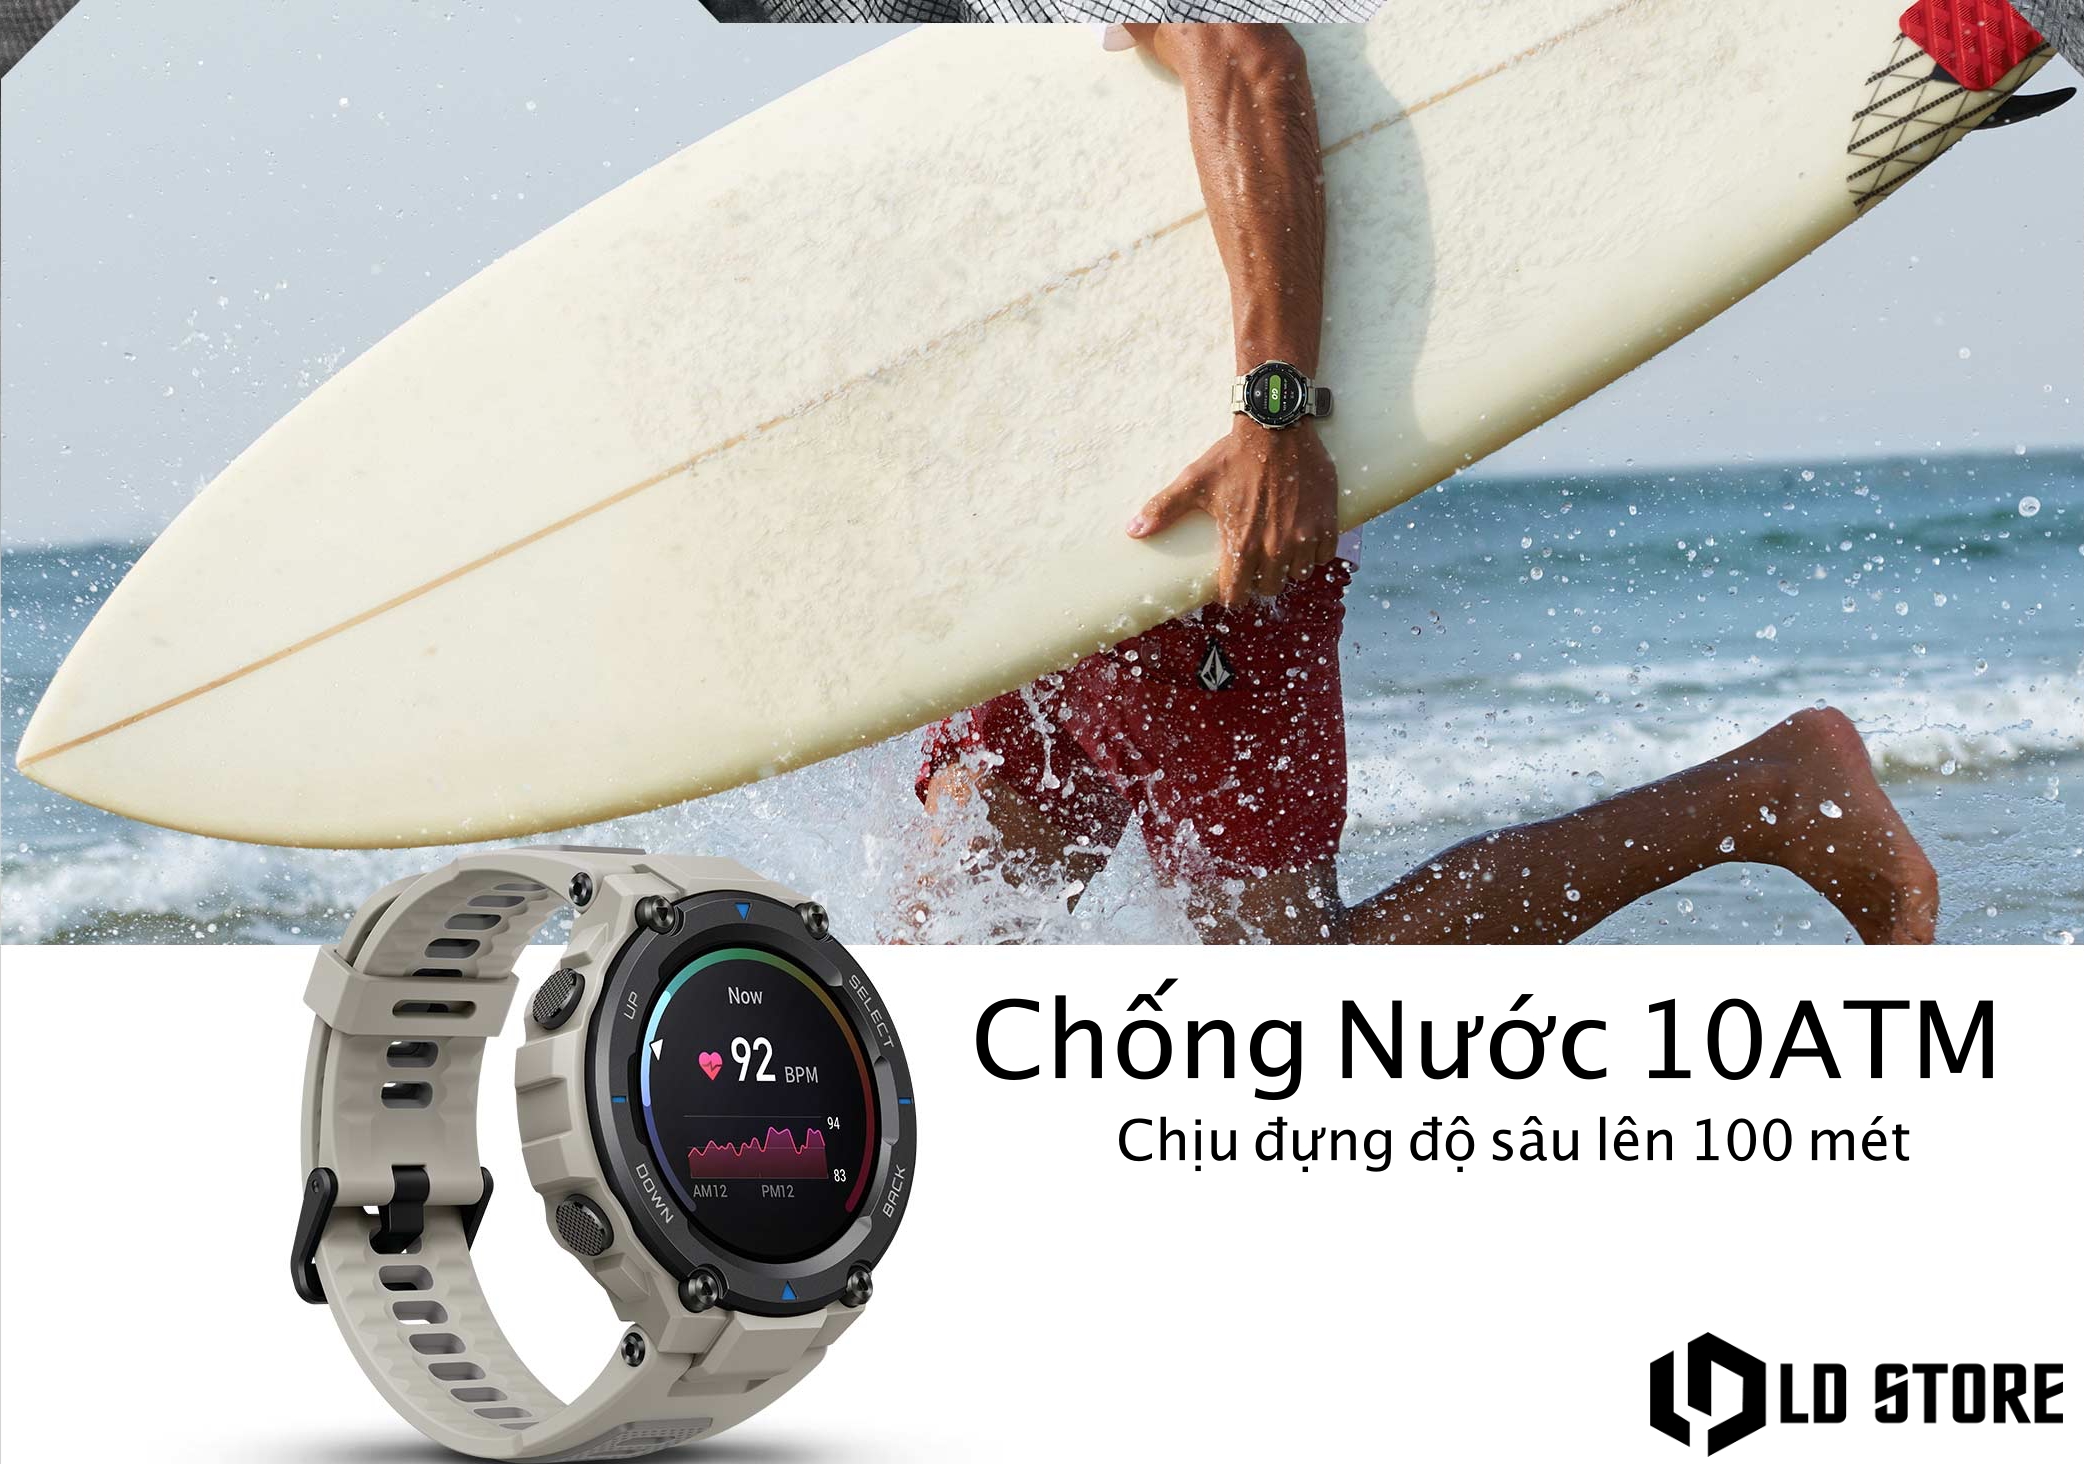 GO
Now
92 BPM
94
83
AM12 PM12
UP
SELECT
DOWN
BACK
Chống Nước 10ATM
Chịu đựng độ sâu lên 100 mét
LD STORE